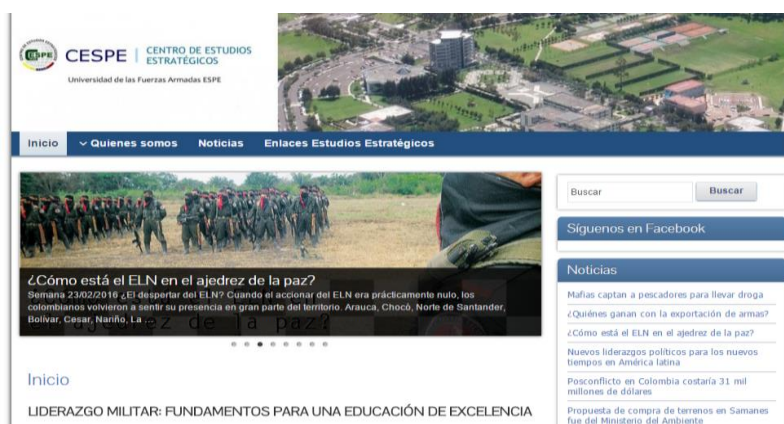 ESPE
CESPE
CENTRO DE ESTUDIOS
ESTRATÉGICOS
Universidad de las Fuerzas Armadas ESPE
Inicio
Quienes somos
Noticias
Enlaces Estudios Estratégicos
¿Cómo está el ELN en el ajedrez de la paz?
Semana 23/02/2016 ¿El despertar del ELN? Cuando el accionar del ELN era prácticamente nulo, los
colombianos volvieron a sentir su presencia en gran parte del territorio. Arauca, Chocó, Norte de Santander,
Bolívar, Cesar, Nariño, La ...
ajedrez de la paz?
Inicio
LIDERAZGO MILITAR: FUNDAMENTOS PARA UNA EDUCACIÓN DE EXCELENCIA
Buscar
Buscar
Síguenos en Facebook
Noticias
Mafias captan a pescadores para llevar droga
¿Quiénes ganan con la exportación de armas?
¿Cómo está el ELN en el ajedrez de la paz?
Nuevos liderazgos políticos para los nuevos
tiempos en América latina
Posconflicto en Colombia costaría 31 mil
millones de dólares
Propuesta de compra de terrenos en Samanes
fue del Ministerio del Ambiente